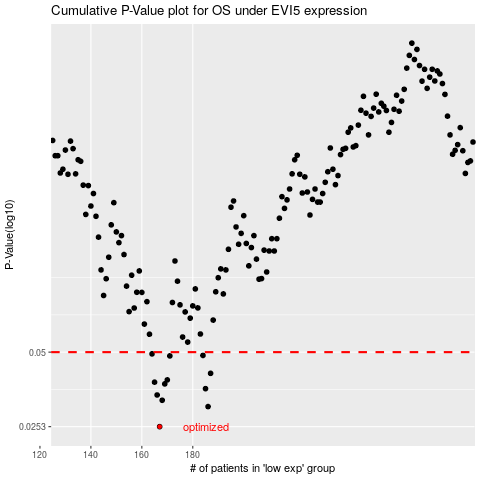 Cumulative P-Value plot for OS under EVI5 expression
P-Value(log10)
0.05
0.0253
optimized
120 140 160 180
# of patients in 'low exp' group